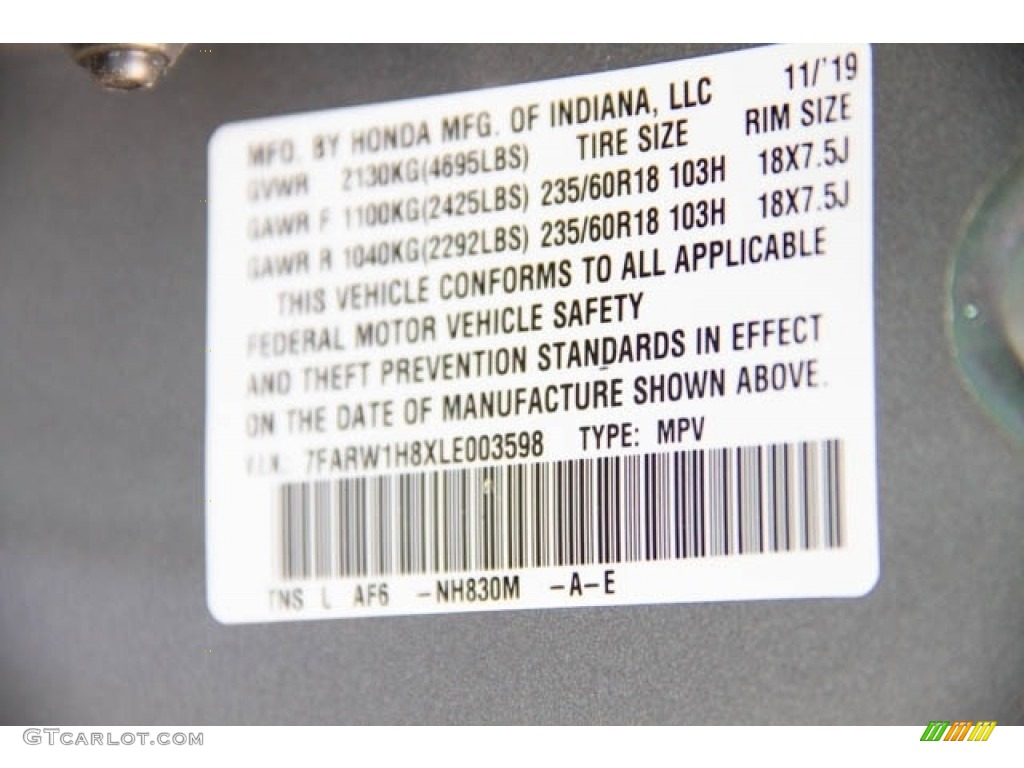 11/'19
MFD. BY HONDA MFG. OF INDIANA, LLC
GVWR 2130KG(4695LBS) TIRE SIZE RIM SIZE
GAWR F 1100KG(2425LBS) 235/60R18 103H 18X7.5J
GAWR R 1040KG(2292LBS) 235/60R18 103H 18X7.5J
THIS VEHICLE CONFORMS TO ALL APPLICABLE
FEDERAL MOTOR VEHICLE SAFETY
AND THEFT PREVENTION STANDARDS IN EFFECT
ON THE DATE OF MANUFACTURE SHOWN ABOVE.
V.I.N. 7FARW1H8XLE003598 TYPE: MPV
TNS L AF6 -NH830M -A-E
GTCARLOT.COM